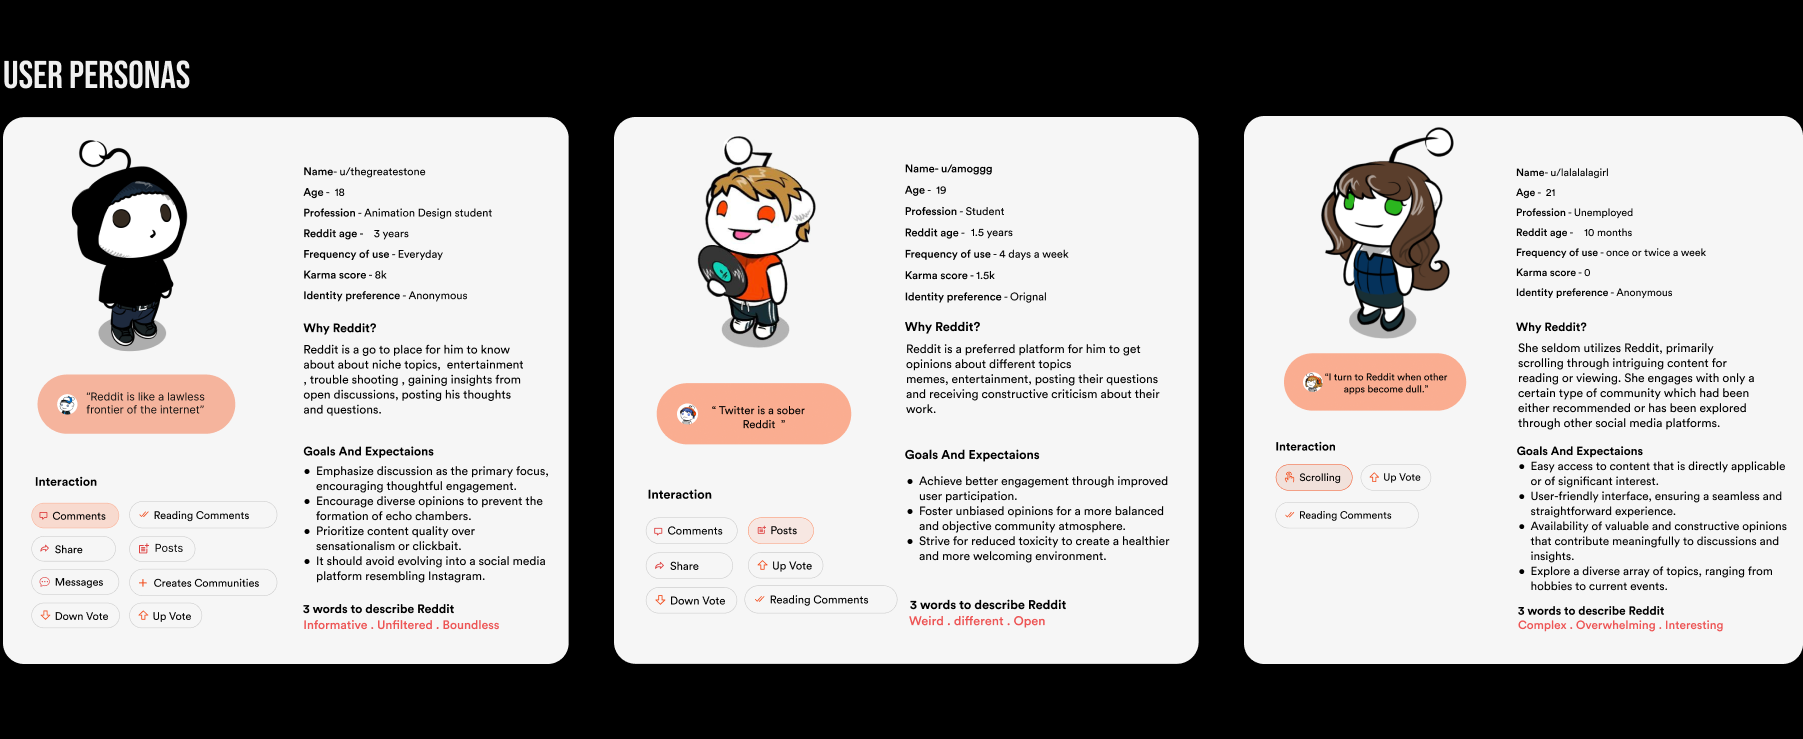 USER PERSONAS
Name- u/thegreatestone
Age - 18
Profession - Animation Design student
Reddit age - 3 years
Frequency of use - Everyday
Karma score - 8k
Identity preference - Anonymous
Why Reddit?
Reddit is a go to place for him to know
about about niche topics, entertainment
, trouble shooting , gaining insights from
open discussions, posting his thoughts
and questions.
“Reddit is like a lawless
frontier of the internet”
Interaction
Comments
Reading Comments
Share
Posts
Messages
Creates Communities
Down Vote
Up Vote
Goals And Expectaions
● Emphasize discussion as the primary focus,
encouraging thoughtful engagement.
● Encourage diverse opinions to prevent the
formation of echo chambers.
● Prioritize content quality over
sensationalism or clickbait.
● It should avoid evolving into a social media
platform resembling Instagram.
3 words to describe Reddit
Informative . Unfiltered . Boundless
Name- u/amoggg
Age - 19
Profession - Student
Reddit age - 1.5 years
Frequency of use - 4 days a week
Karma score - 1.5k
Identity preference - Orignal
Why Reddit?
Reddit is a preferred platform for him to get
opinions about different topics
memes, entertainment, posting their questions
and receiving constructive criticism about their
work.
“ Twitter is a sober
Reddit ”
Interaction
Comments
Posts
Share
Up Vote
Down Vote
Reading Comments
Goals And Expectaions
● Achieve better engagement through improved
user participation.
● Foster unbiased opinions for a more balanced
and objective community atmosphere.
● Strive for reduced toxicity to create a healthier
and more welcoming environment.
3 words to describe Reddit
Weird . different . Open
Name- u/lalalalagirl
Age - 21
Profession - Unemployed
Reddit age - 10 months
Frequency of use - once or twice a week
Karma score - 0
Identity preference - Anonymous
Why Reddit?
She seldom utilizes Reddit, primarily
scrolling through intriguing content for
reading or viewing. She engages with only a
certain type of community which had been
either recommended or has been explored
through other social media platforms.
“I turn to Reddit when other
apps become dull.”
Interaction
Scrolling
Up Vote
Reading Comments
Goals And Expectaions
● Easy access to content that is directly applicable
or of significant interest.
● User-friendly interface, ensuring a seamless and
straightforward experience.
● Availability of valuable and constructive opinions
that contribute meaningfully to discussions and
insights.
● Explore a diverse array of topics, ranging from
hobbies to current events.
3 words to describe Reddit
Complex . Overwhelming . Interesting